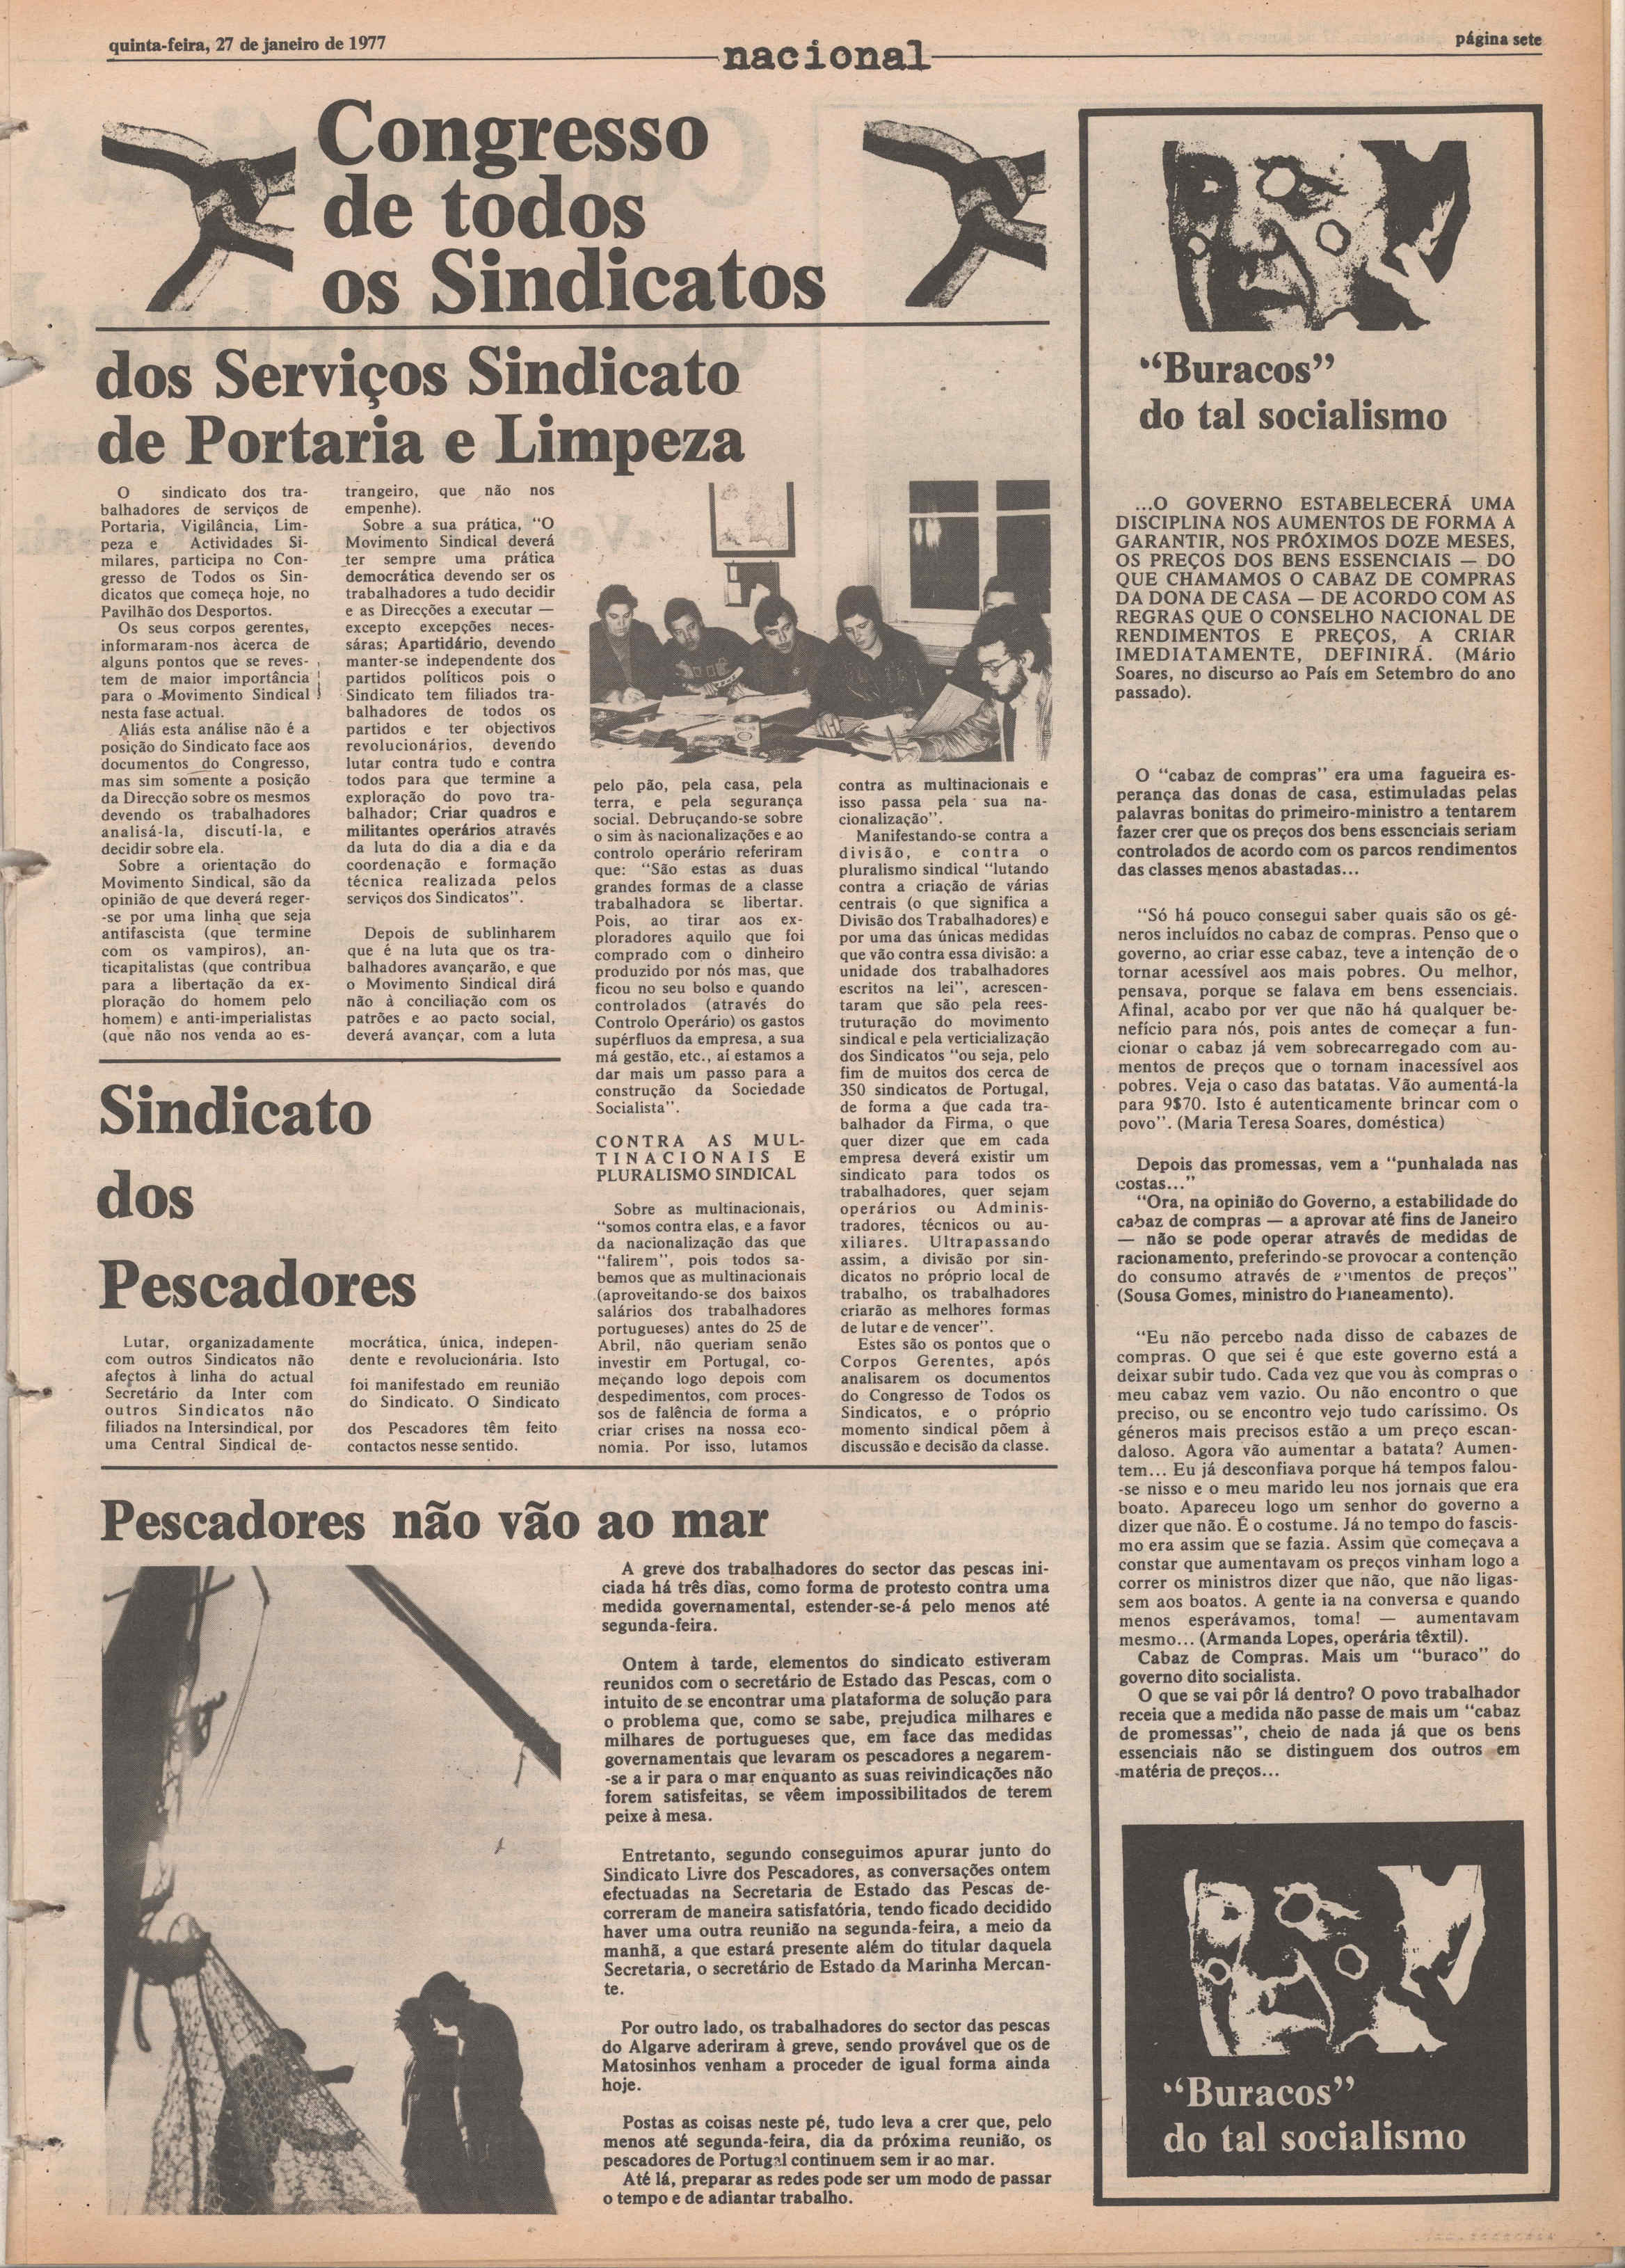 quinta-feira, 27 de janeiro de 1977
nacional
página sete
Congresso
de todos
os Sindicatos
dos Serviços Sindicato
de Portaria e Limpeza
O sindicato dos tra-
balhadores de serviços de
Portaria, Vigilância, Lim-
peza e Actividades Si-
milares, participa no Con-
gresso de Todos os Sin-
dicatos que começa hoje, no
Pavilhão dos Desportos.
Os seus corpos gerentes,
informaram-nos àcerca de
alguns pontos que se reves-
tem de maior importância
para o Movimento Sindical
nesta fase actual.
Aliás esta análise não é a
posição do Sindicato face aos
documentos do Congresso,
mas sim somente a posição
da Direcção sobre os mesmos
devendo os trabalhadores
analisá-la, discuti-la, e
decidir sobre ela.
Sobre a orientação do
Movimento Sindical, são da
opinião de que deverá reger-
-se por uma linha que seja
antifascista (que termine
com os vampiros), an-
ticapitalistas (que contribua
para a libertação da ex-
ploração do homem pelo
homem) e anti-imperialistas
(que não nos venda ao es-
trangeiro, que não nos
empenhe).
Sobre a sua prática, "O
Movimento Sindical deverá
ter sempre uma prática
democrática devendo ser os
trabalhadores a tudo decidir
e as Direcções a executar —
excepto excepções neces-
sáras; Apartidário, devendo
manter-se independente dos
partidos políticos pois o
Sindicato tem filiados tra-
balhadores de todos os
partidos e ter objectivos
revolucionários, devendo
lutar contra tudo e contra
todos para que termine a
exploração do povo tra-
balhador; Criar quadros e
militantes operários através
da luta do dia a dia e da
coordenação e formação
técnica realizada pelos
serviços dos Sindicatos".
Depois de sublinharem
que é na luta que os tra-
balhadores avançarão, e que
o Movimento Sindical dirá
não à conciliação com os
patrões e ao pacto social,
deverá avançar, com a luta
pelo pão, pela casa, pela
terra, e pela segurança
social. Debruçando-se sobre
o sim às nacionalizações e ao
controlo operário referiram
que: "São estas as duas
grandes formas de a classe
trabalhadora se libertar.
Pois, ao tirar aos ex-
ploradores aquilo que foi
comprado com o dinheiro
produzido por nós mas, que
ficou no seu bolso e quando
controlados (através do
Controlo Operário) os gastos
supérfluos da empresa, a sua
má gestão, etc., aí estamos a
dar mais um passo para a
construção da Sociedade
Socialista".
CONTRA AS MUL-
TINACIONAIS E
PLURALISMO SINDICAL
Sobre as multinacionais,
"somos contra elas, e a favor
da nacionalização das que
"falirem", pois todos sa-
bemos que as multinacionais
(aproveitando-se dos baixos
salários dos trabalhadores
portugueses) antes do 25 de
Abril, não queriam senão
investir em Portugal, co-
meçando logo depois com
despedimentos, com proces-
sos de falência de forma a
criar crises na nossa eco-
nomia. Por isso, lutamos
contra as multinacionais e
isso passa pela sua na-
cionalização".
Manifestando-se contra a
divisão, e contra o
pluralismo sindical "lutando
contra a criação de várias
centrais (o que significa a
Divisão dos Trabalhadores) e
por uma das únicas medidas
que vão contra essa divisão: a
unidade dos trabalhadores
escritos na lei", acrescen-
taram que são pela rees-
truturação do movimento
sindical e pela verticialização
dos Sindicatos "ou seja, pelo
fim de muitos dos cerca de
350 sindicatos de Portugal,
de forma a que cada tra-
balhador da Firma, o que
quer dizer que em cada
empresa deverá existir um
sindicato para todos os
trabalhadores, quer sejam
operários ou Adminis-
tradores, técnicos ou au-
xiliares. Ultrapassando
assim, a divisão por sin-
dicatos no próprio local de
trabalho, os trabalhadores
criarão as melhores formas
de lutar e de vencer".
Estes são os pontos que o
Corpos Gerentes, após
analisarem os documentos
do Congresso de Todos os
Sindicatos, e o próprio
momento sindical põem à
discussão e decisão da classe.
Sindicato
dos
Pescadores
Lutar, organizadamente
com outros Sindicatos não
afectos à linha do actual
Secretário da Inter com
outros Sindicatos não
filiados na Intersindical, por
uma Central Sindical de-
mocrática, única, indepen-
dente e revolucionária. Isto
foi manifestado em reunião
do Sindicato. O Sindicato
dos Pescadores têm feito
contactos nesse sentido.
Pescadores não vão ao mar
A greve dos trabalhadores do sector das pescas ini-
ciada há três dias, como forma de protesto contra uma
medida governamental, estender-se-á pelo menos até
segunda-feira.
Ontem à tarde, elementos do sindicato estiveram
reunidos com o secretário de Estado das Pescas, com o
intuito de se encontrar uma plataforma de solução para
o problema que, como se sabe, prejudica milhares e
milhares de portugueses que, em face das medidas
governamentais que levaram os pescadores a negarem-
-se a ir para o mar enquanto as suas reivindicações não
forem satisfeitas, se vêem impossibilitados de terem
peixe à mesa.
Entretanto, segundo conseguimos apurar junto do
Sindicato Livre dos Pescadores, as conversações ontem
efectuadas na Secretaria de Estado das Pescas de-
correram de maneira satisfatória, tendo ficado decidido
haver uma outra reunião na segunda-feira, a meio da
manhã, a que estará presente além do titular daquela
Secretaria, o secretário de Estado da Marinha Mercan-
te.
Por outro lado, os trabalhadores do sector das pescas
do Algarve aderiram à greve, sendo provável que os de
Matosinhos venham a proceder de igual forma ainda
hoje.
Postas as coisas neste pé, tudo leva a crer que, pelo
menos até segunda-feira, dia da próxima reunião, os
pescadores de Portugal continuem sem ir ao mar.
Até lá, preparar as redes pode ser um modo de passar
o tempo e de adiantar trabalho.
"Buracos"
do tal socialismo
...O GOVERNO ESTABELECERÁ UMA
DISCIPLINA NOS AUMENTOS DE FORMA A
GARANTIR, NOS PRÓXIMOS DOZE MESES,
OS PREÇOS DOS BENS ESSENCIAIS — DO
QUE CHAMAMOS O CABAZ DE COMPRAS
DA DONA DE CASA — DE ACORDO COM AS
REGRAS QUE O CONSELHO NACIONAL DE
RENDIMENTOS E PREÇOS, A CRIAR
IMEDIATAMENTE, DEFINIRÁ. (Mário
Soares, no discurso ao País em Setembro do ano
passado).
O "cabaz de compras" era uma fagueira es-
perança das donas de casa, estimuladas pelas
palavras bonitas do primeiro-ministro a tentarem
fazer crer que os preços dos bens essenciais seriam
controlados de acordo com os parcos rendimentos
das classes menos abastadas...
"Só há pouco consegui saber quais são os gé-
neros incluídos no cabaz de compras. Penso que o
governo, ao criar esse cabaz, teve a intenção de o
tornar acessível aos mais pobres. Ou melhor,
pensava, porque se falava em bens essenciais.
Afinal, acabo por ver que não há qualquer be-
nefício para nós, pois antes de começar a fun-
cionar o cabaz já vem sobrecarregado com au-
mentos de preços que o tornam inacessível aos
pobres. Veja o caso das batatas. Vão aumentá-la
para 9$70. Isto é autenticamente brincar com o
povo". (Maria Teresa Soares, doméstica)
Depois das promessas, vem a "punhalada nas
costas..."
"Ora, na opinião do Governo, a estabilidade do
cabaz de compras — a aprovar até fins de Janeiro
— não se pode operar através de medidas de
racionamento, preferindo-se provocar a contenção
do consumo através de aumentos de preços"
(Sousa Gomes, ministro do Planeamento).
"Eu não percebo nada disso de cabazes de
compras. O que sei é que este governo está a
deixar subir tudo. Cada vez que vou às compras o
meu cabaz vem vazio. Ou não encontro o que
preciso, ou se encontro vejo tudo caríssimo. Os
géneros mais precisos estão a um preço escan-
daloso. Agora vão aumentar a batata? Aumen-
tem... Eu já desconfiava porque há tempos falou-
-se nisso e o meu marido leu nos jornais que era
boato. Apareceu logo um senhor do governo a
dizer que não. É o costume. Já no tempo do fascis-
mo era assim que se fazia. Assim que começava a
constar que aumentavam os preços vinham logo a
correr os ministros dizer que não, que não ligas-
sem aos boatos. A gente ia na conversa e quando
menos esperávamos, toma! — aumentavam
mesmo... (Armanda Lopes, operária têxtil).
Cabaz de Compras. Mais um "buraco" do
governo dito socialista.
O que se vai pôr lá dentro? O povo trabalhador
receia que a medida não passe de mais um "cabaz
de promessas", cheio de nada já que os bens
essenciais não se distinguem dos outros em
matéria de preços...
"Buracos"
do tal socialismo